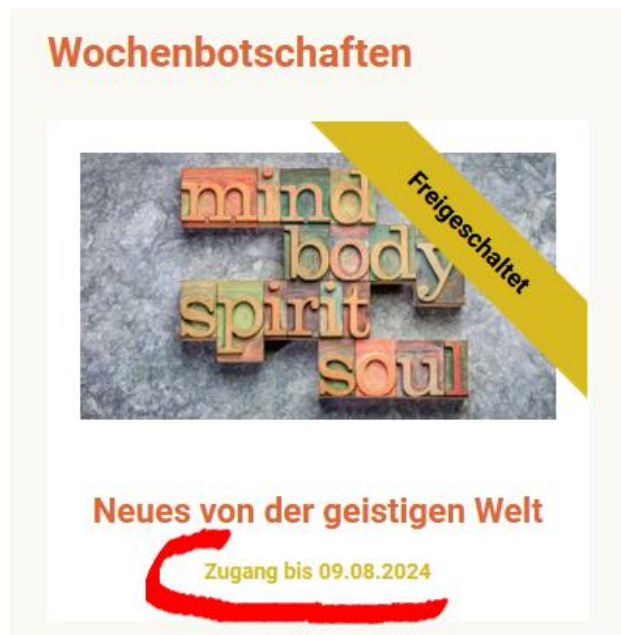 Wochenbotschaften
Freigeschaltet
mind
body
spirit
soul
Neues von der geistigen Welt
Zugang bis 09.08.2024